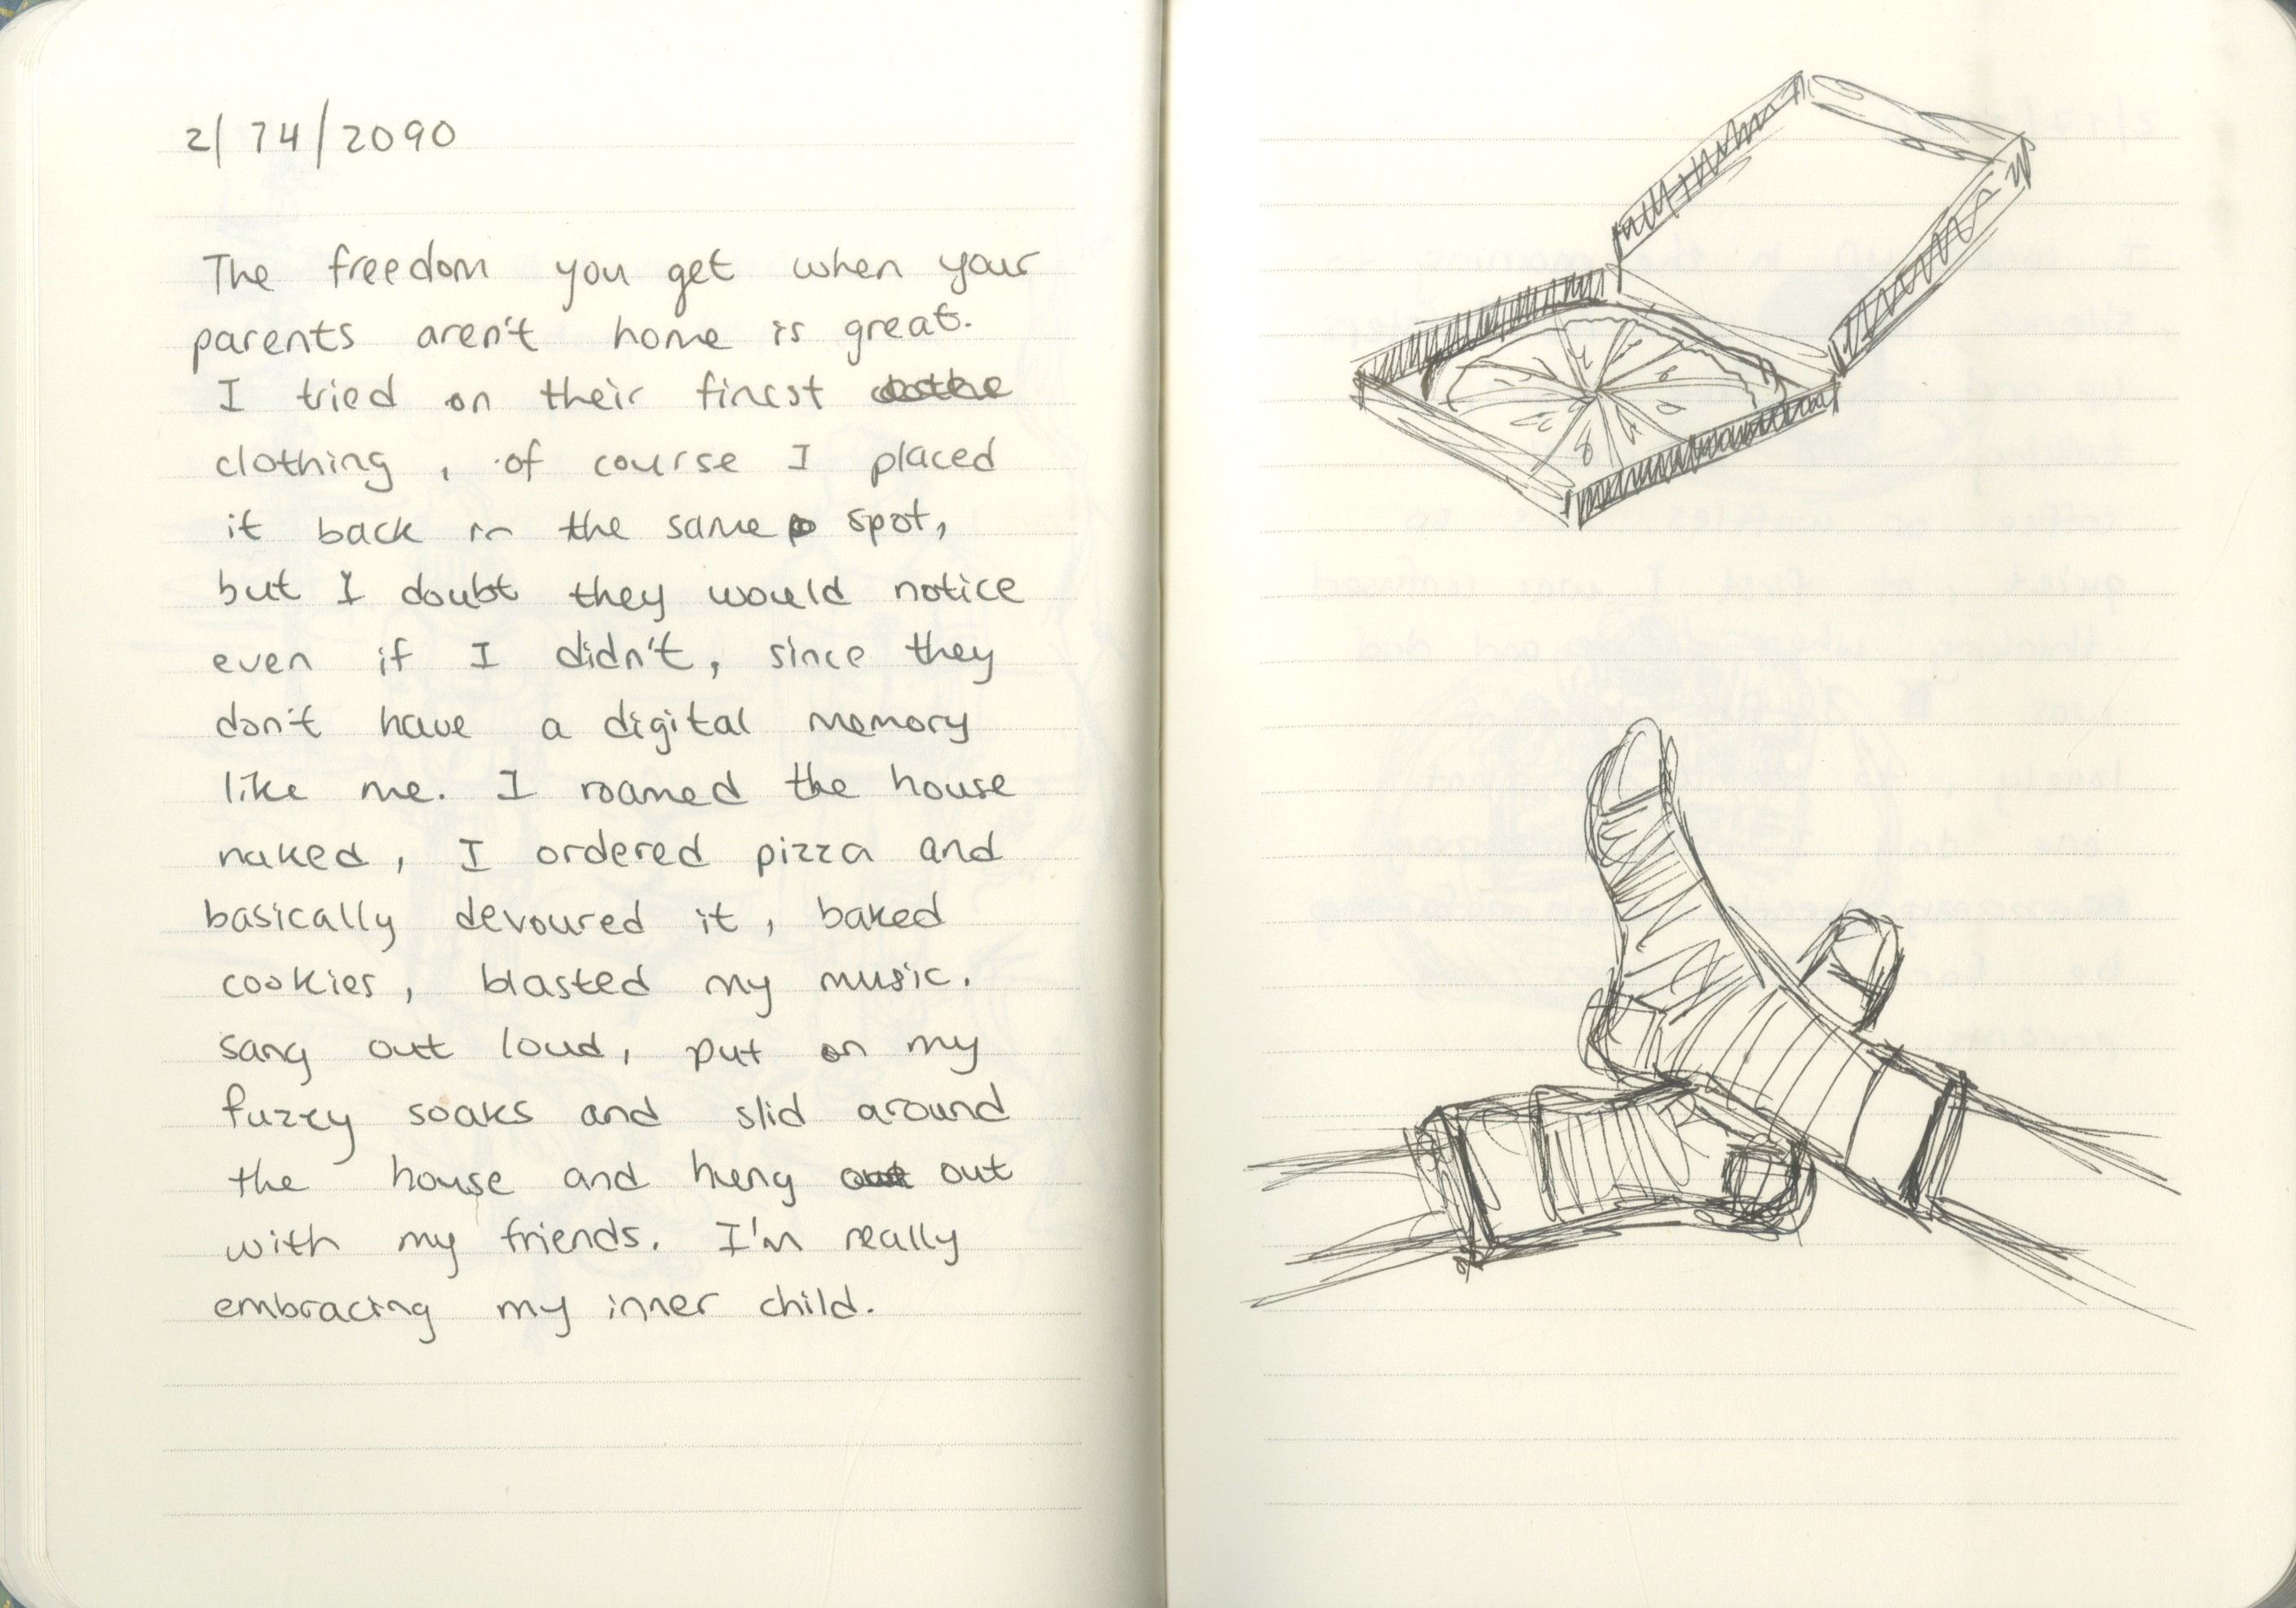 2/14/2090
The freedom you get when your
parents aren't home is great.
I tried on their finest
clothing, of course I placed
it back in the same spot,
but I doubt they would notice
even if I didn't, since they
don't have a digital memory
like me. I roamed the house
naked, I ordered pizza and
basically devoured it, baked
cookies, blasted my music.
sang out loud, put on my
fuzzy soaks and slid around
the house and hung out
with my friends. I'm really
embracing my inner child.